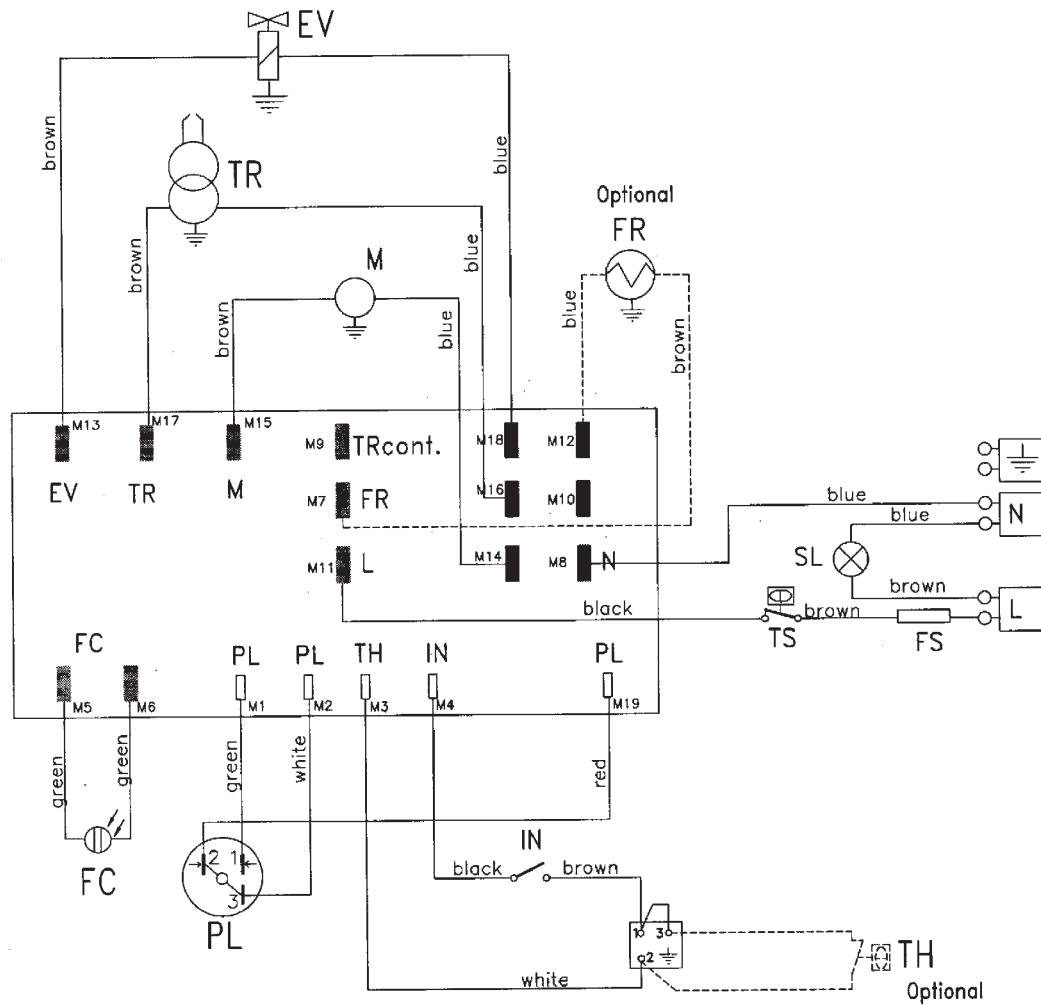 EV
brown
blue
TR
brown
blue
Optional
FR
M
brown
blue
blue
brown
M13
M17
M15
M9
TRcont.
M18
M12
EV
TR
M
M7
FR
M16
M10
M11
L
M14
M8
N
blue
N
blue
SL
brown
L
black
TS
brown
FS
FC
PL
PL
TH
IN
PL
M5
M6
M1
M2
M3
M4
M19
green
green
green
white
red
FC
2
1
3
PL
IN
black
brown
1
3
2
white
TH
Optional